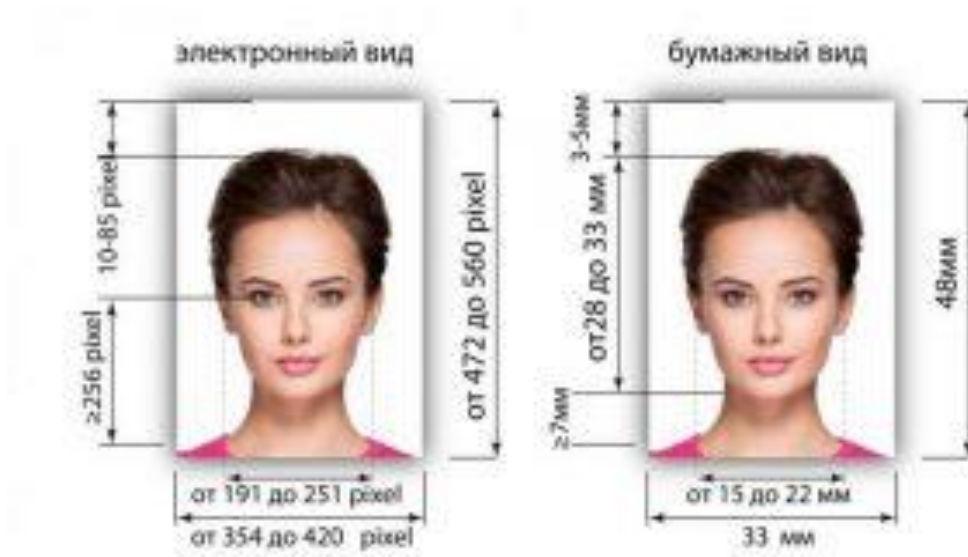 электронный вид
10-85 pixel
≥256 pixel
от 472 до 560 pixel
от 191 до 251 pixel
от 354 до 420 pixel
бумажный вид
3-5мм
от28 до 33 мм
≥7мм
48мм
от 15 до 22 мм
33 мм